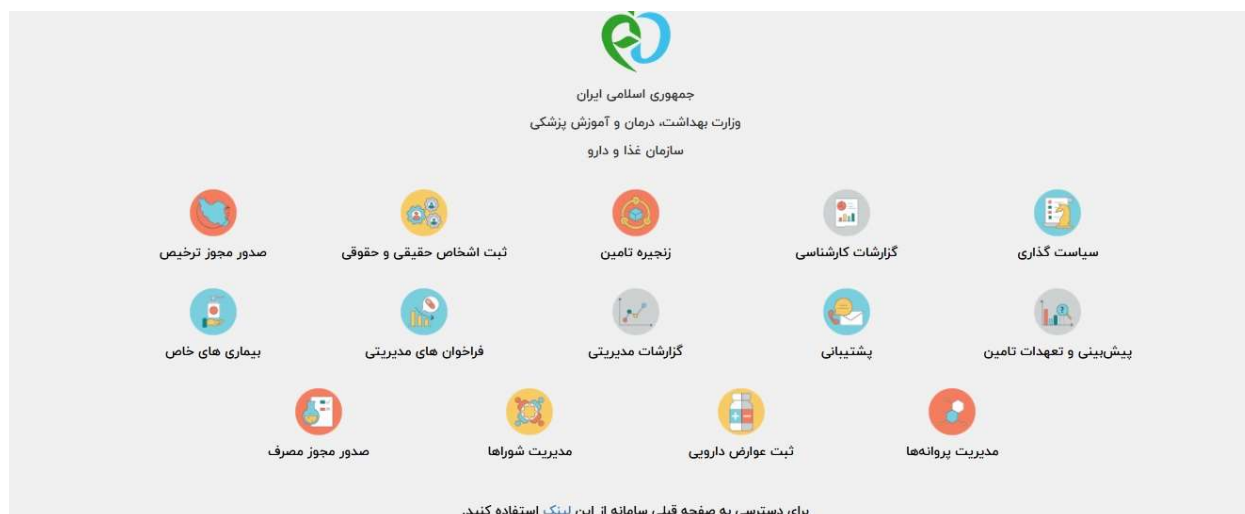 جمهوری اسلامی ایران
وزارت بهداشت، درمان و آموزش پزشکی
سازمان غذا و دارو
سیاست گذاری
گزارشات کارشناسی
زنجیره تامین
ثبت اشخاص حقیقی و حقوقی
صدور مجوز ترخیص
پیش‌بینی و تعهدات تامین
پشتیبانی
گزارشات مدیریتی
فراخوان های مدیریتی
بیماری های خاص
مدیریت پروانه‌ها
ثبت عوارض دارویی
مدیریت شوراها
صدور مجوز مصرف
برای دسترسی به صفحه قبلی سامانه از این لینک استفاده کنید.